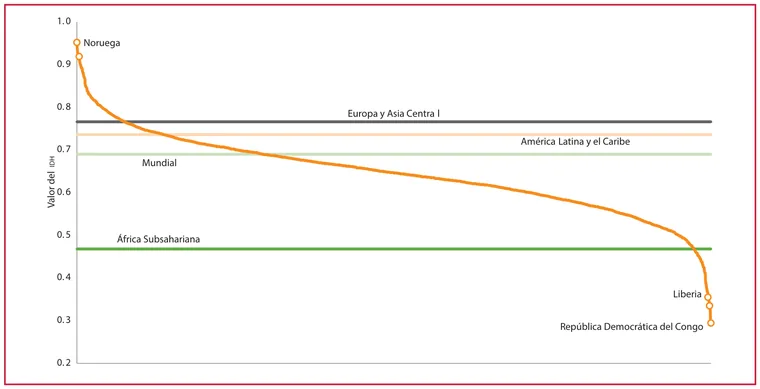 1.0
Noruega
0.9
0.8
Europa y Asia Centra l
América Latina y el Caribe
0.7
Mundial
Valor del IDH
0.6
0.5
África Subsahariana
0.4
Liberia
0.3
República Democrática del Congo
0.2